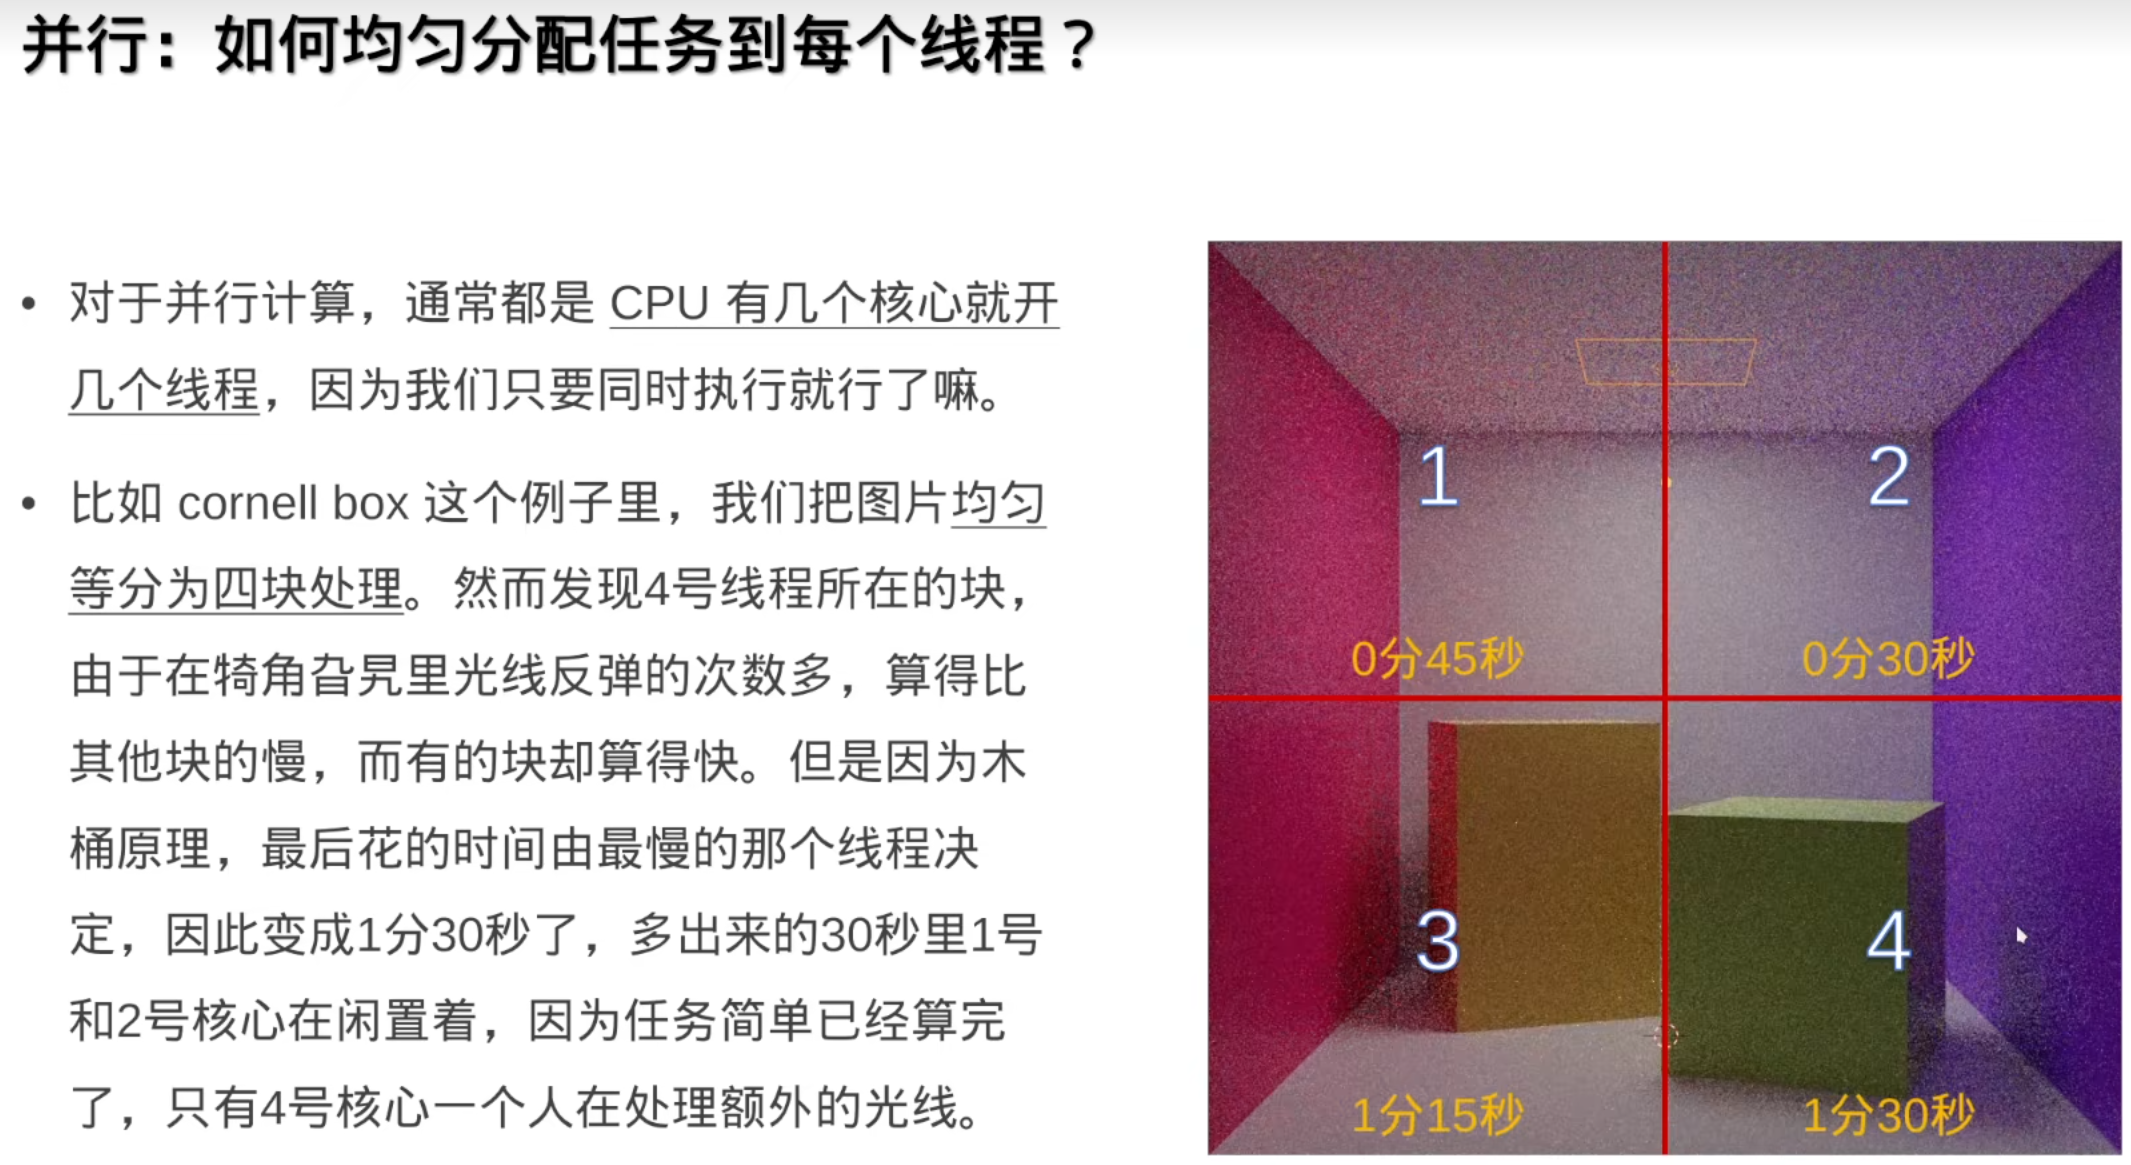 并行：如何均匀分配任务到每个线程？
• 对于并行计算，通常都是 CPU 有几个核心就开
几个线程，因为我们只要同时执行就行了嘛。
• 比如 cornell box 这个例子里，我们把图片均匀
等分为四块处理。然而发现4号线程所在的块，
由于在犄角旮旯里光线反弹的次数多，算得比
其他块的慢，而有的块却算得快。但是因为木
桶原理，最后花的时间由最慢的那个线程决
定，因此变成1分30秒了，多出来的30秒里1号
和2号核心在闲置着，因为任务简单已经算完
了，只有4号核心一个人在处理额外的光线。
1
2
0分45秒
0分30秒
3
4
1分15秒
1分30秒